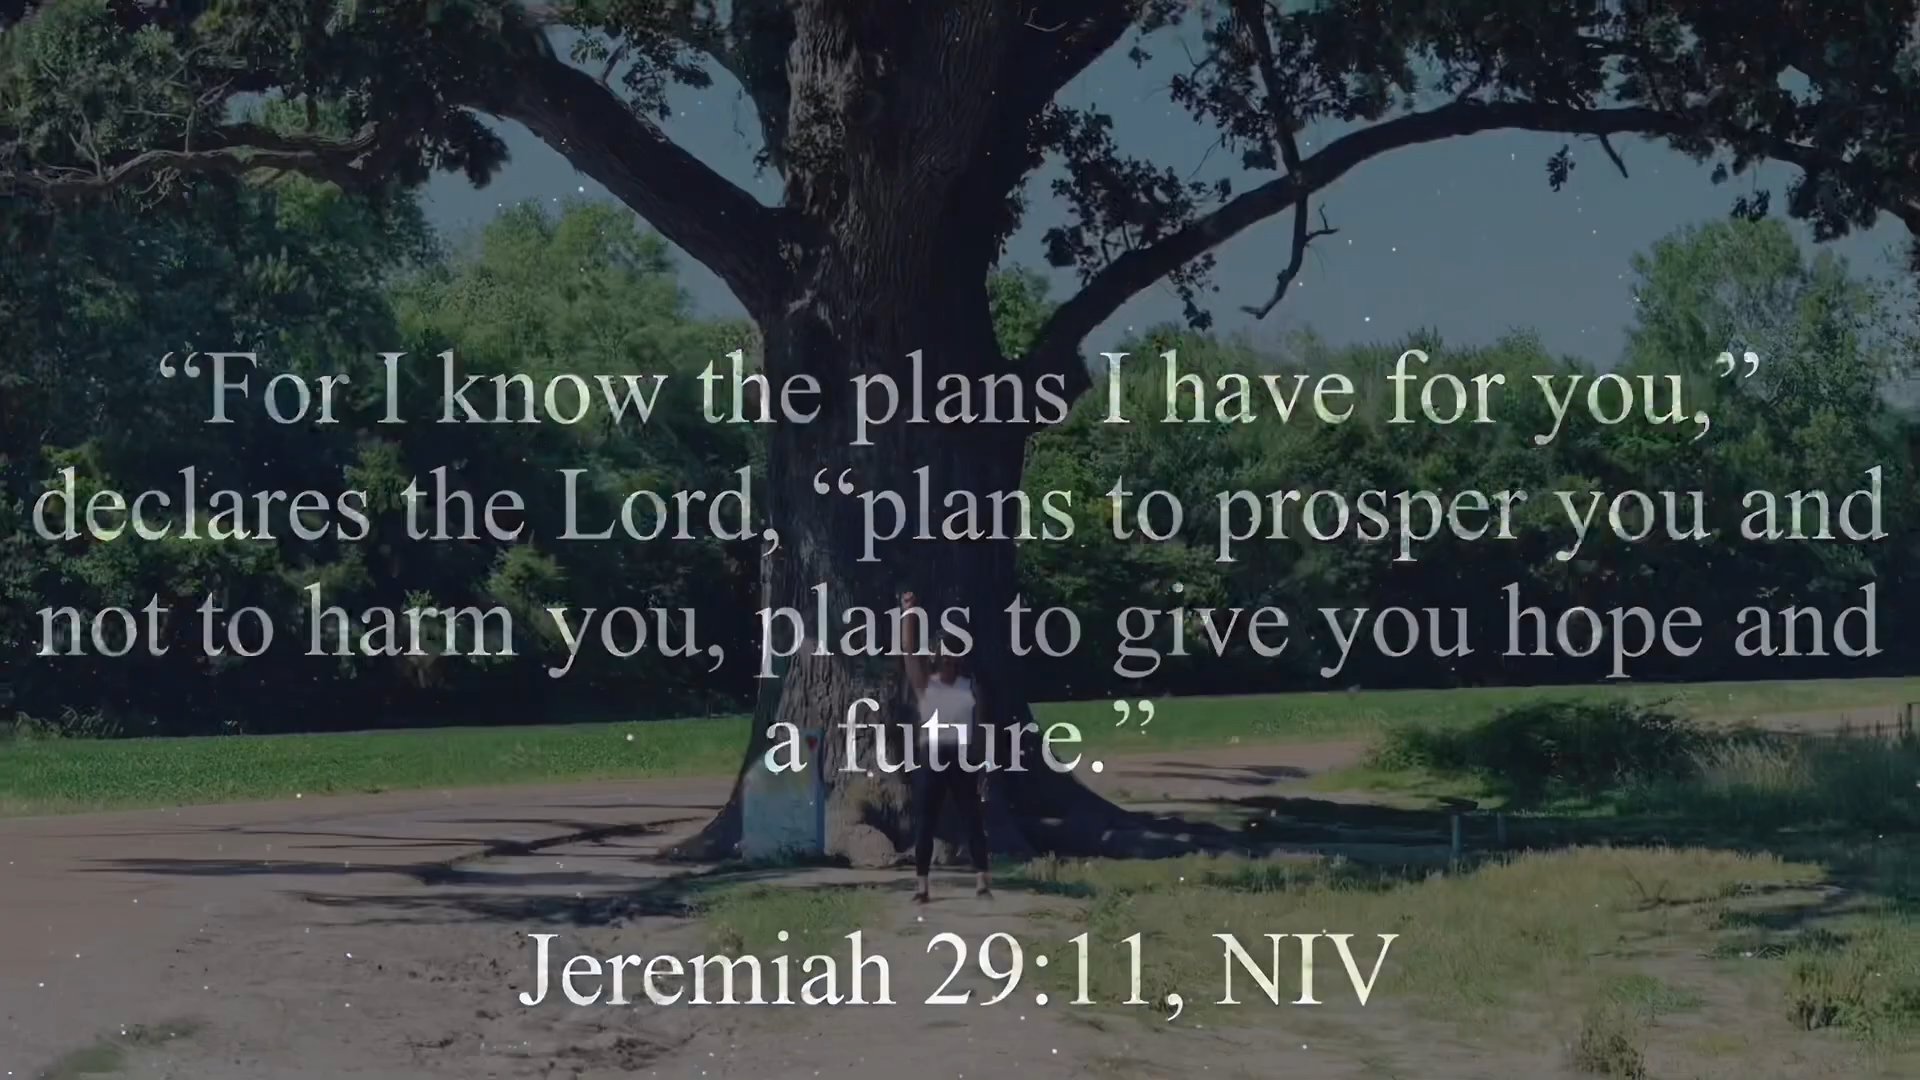 “For I know the plans I have for you,”
declares the Lord, “plans to prosper you and
not to harm you, plans to give you hope and
a future.”
Jeremiah 29:11, NIV